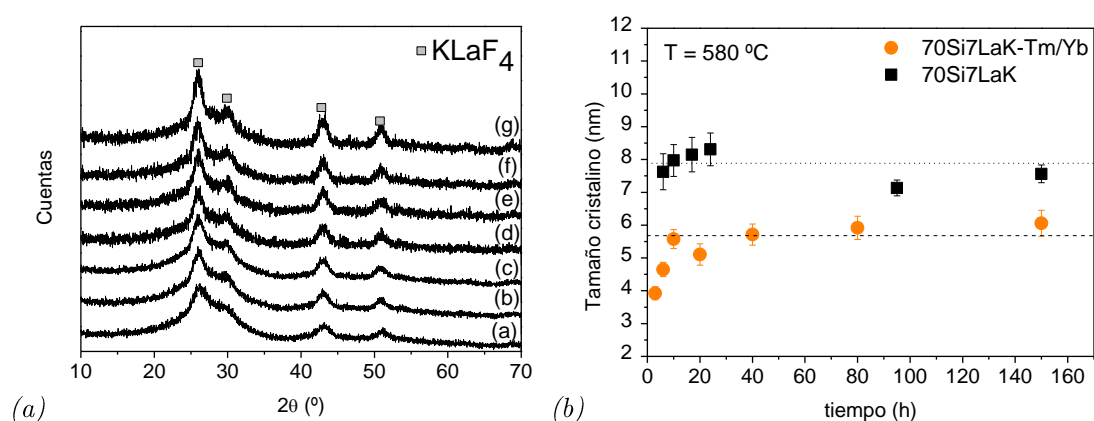 KLaF4
(g)
(f)
(e)
(d)
(c)
(b)
(a)
Cuentas
10 20 30 40 50 60 70
2θ (º)
(a)
T = 580 ºC
70Si7LaK-Tm/Yb
70Si7LaK
Tamaño cristalino (nm)
12
11
10
9
8
7
6
5
4
3
2
0 20 40 60 80 100 120 140 160
tiempo (h)
(b)